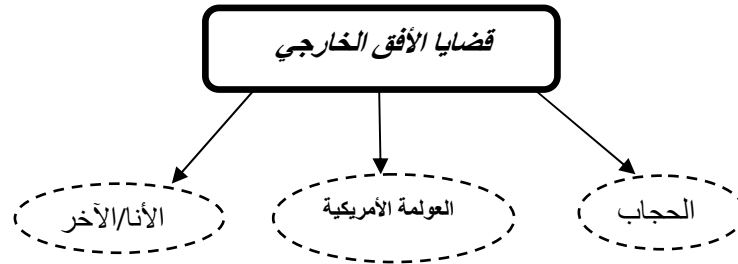 قضايا الأفق الخارجي
الحجاب
العولمة الأمريكية
الأنا/الآخر